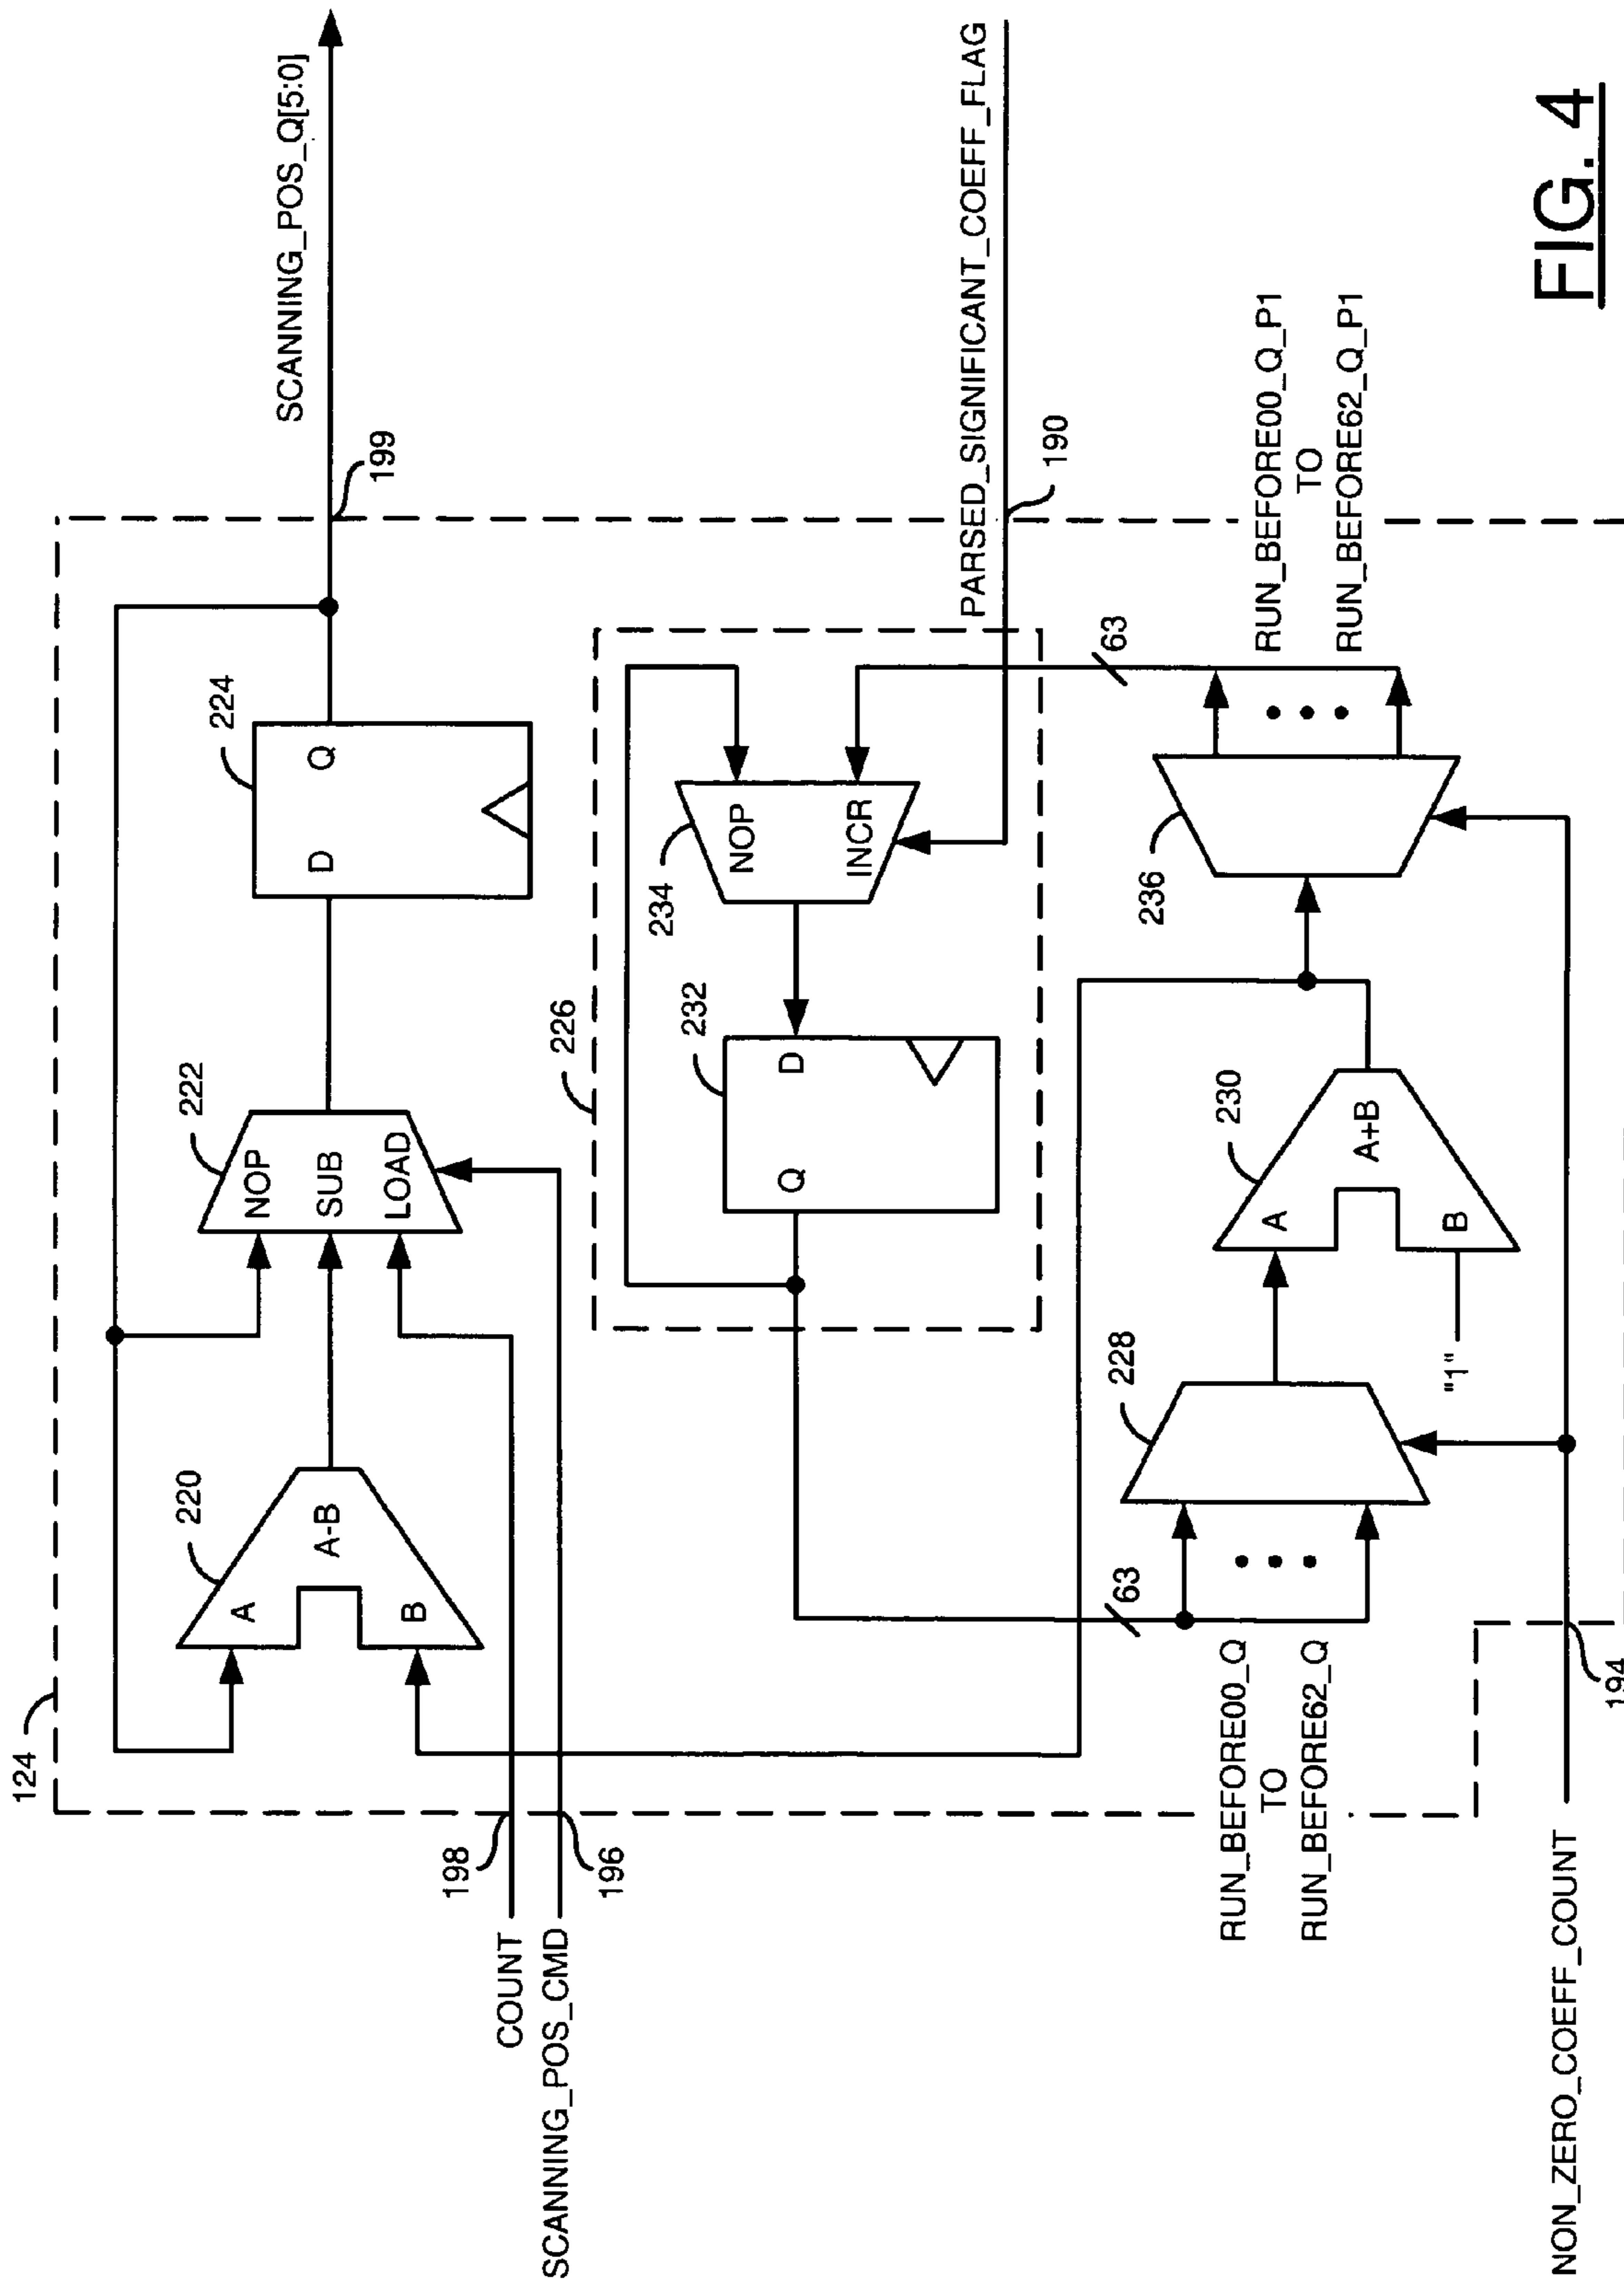 124
220
A
A-B
B
222
NOP
SUB
LOAD
224
D
Q
199
SCANNING_POS_Q[5:0]
198
COUNT
196
SCANNING_POS_CMD
226
232
Q
D
234
NOP
INCR
PARSED_SIGNIFICANT_COEFF_FLAG
190
63
63
RUN_BEFORE00_Q
TO
RUN_BEFORE62_Q
228
"1"
230
A
A+B
B
236
RUN_BEFORE00_Q_P1
TO
RUN_BEFORE62_Q_P1
NON_ZERO_COEFF_COUNT
194
FIG. 4